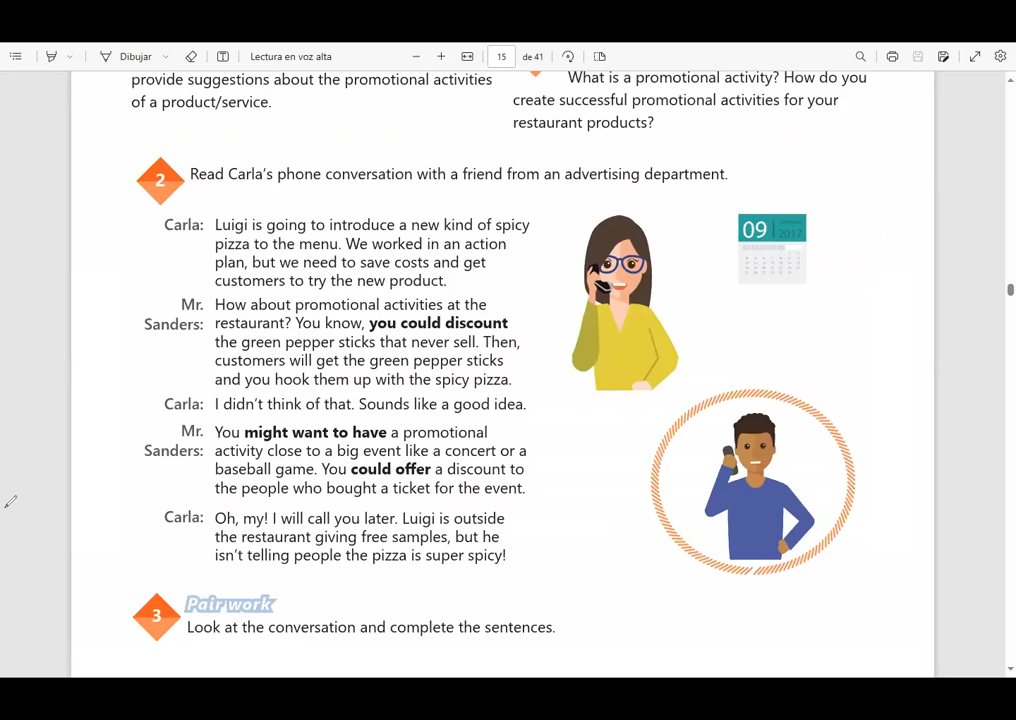 Dibujar
Lectura en voz alta
15
de 41
provide suggestions about the promotional activities
of a product/service.
What is a promotional activity? How do you
create successful promotional activities for your
restaurant products?
2
Read Carla's phone conversation with a friend from an advertising department.
Carla: Luigi is going to introduce a new kind of spicy
pizza to the menu. We worked in an action
plan, but we need to save costs and get
customers to try the new product.
Mr. How about promotional activities at the
Sanders: restaurant? You know, you could discount
the green pepper sticks that never sell. Then,
customers will get the green pepper sticks
and you hook them up with the spicy pizza.
Carla: I didn't think of that. Sounds like a good idea.
Mr. You might want to have a promotional
Sanders: activity close to a big event like a concert or a
baseball game. You could offer a discount to
the people who bought a ticket for the event.
Carla: Oh, my! I will call you later. Luigi is outside
the restaurant giving free samples, but he
isn't telling people the pizza is super spicy!
09
2017
3
Pair work
Look at the conversation and complete the sentences.